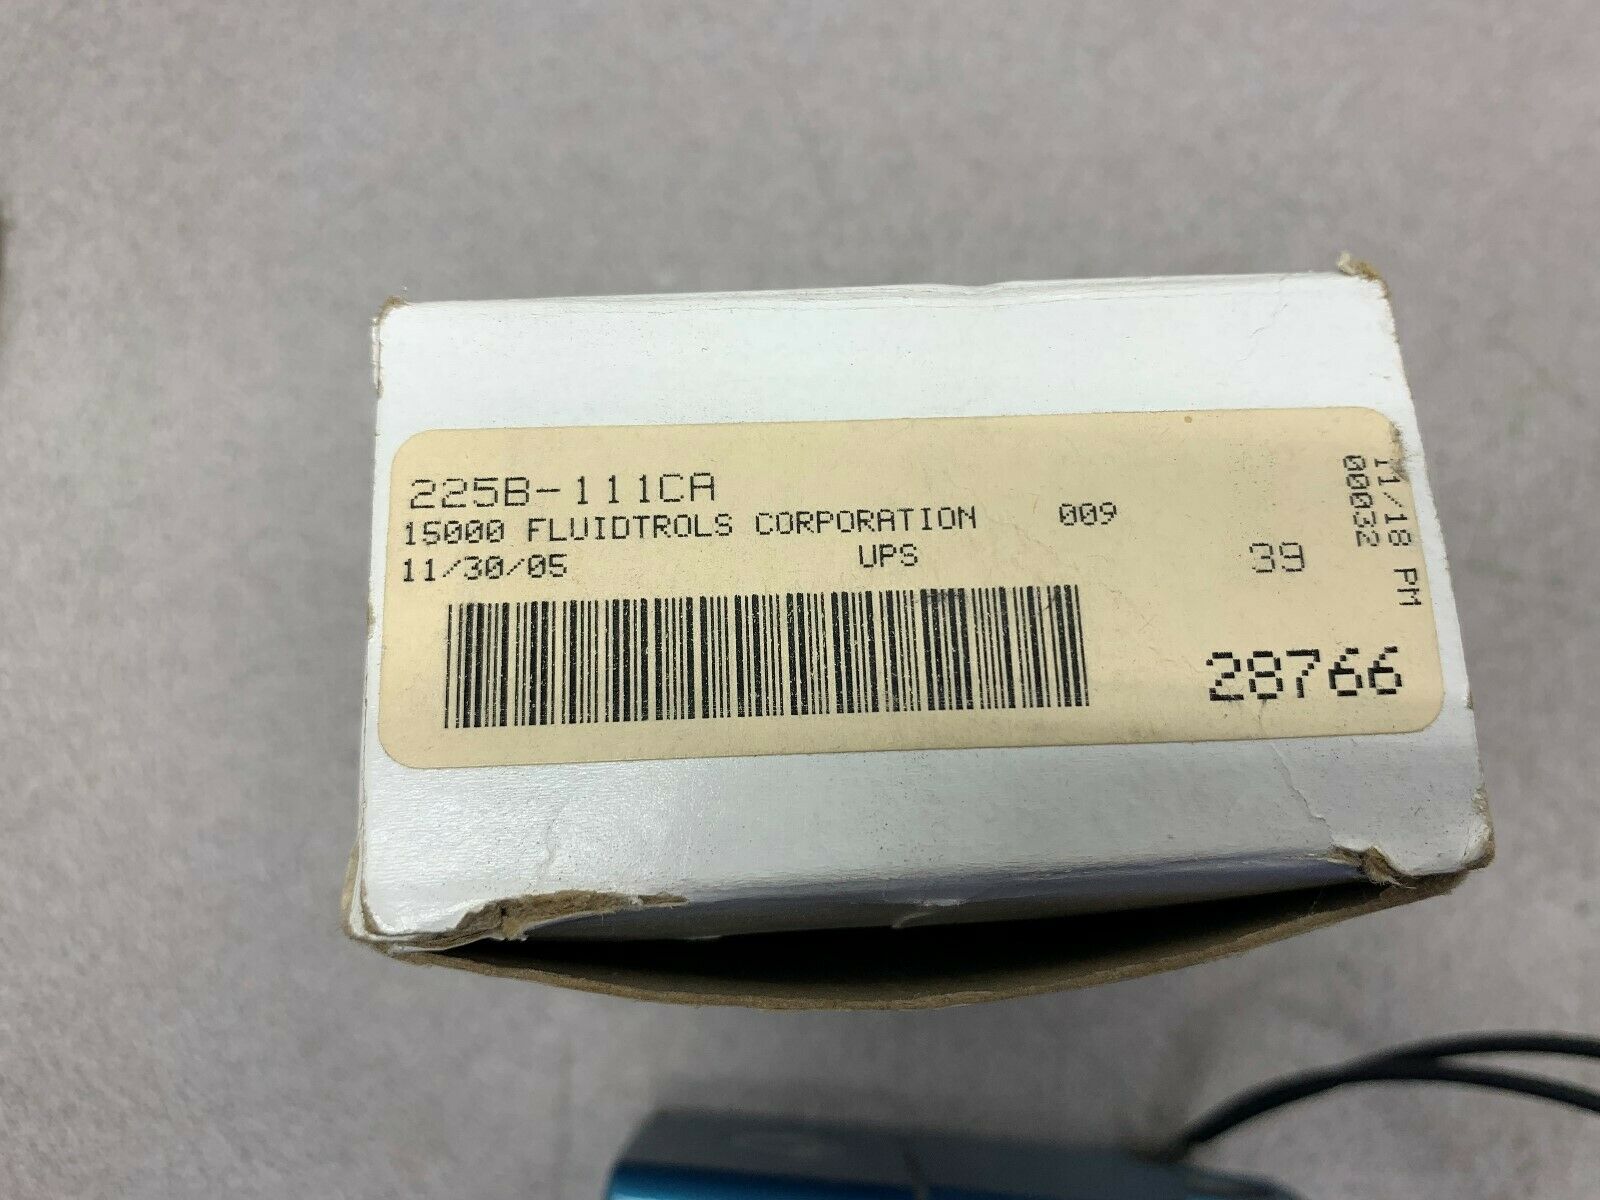 225B-111CA
15000 FLUIDTROLS CORPORATION 009
11/30/05 UPS 39
28766
11/18 PM
00032